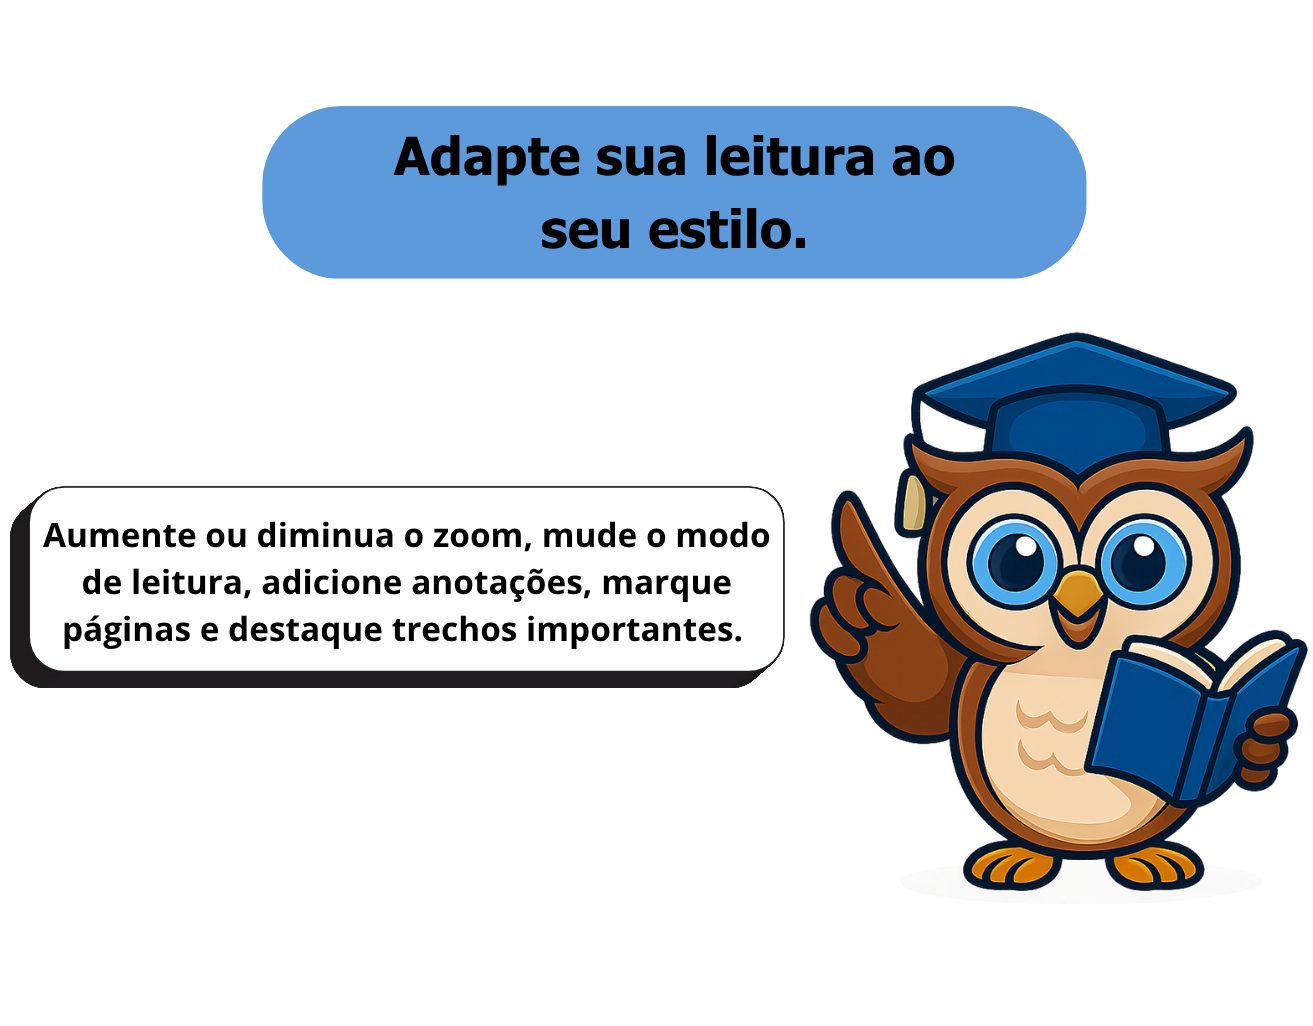 Adapte sua leitura ao
seu estilo.
Aumente ou diminua o zoom, mude o modo
de leitura, adicione anotações, marque
páginas e destaque trechos importantes.